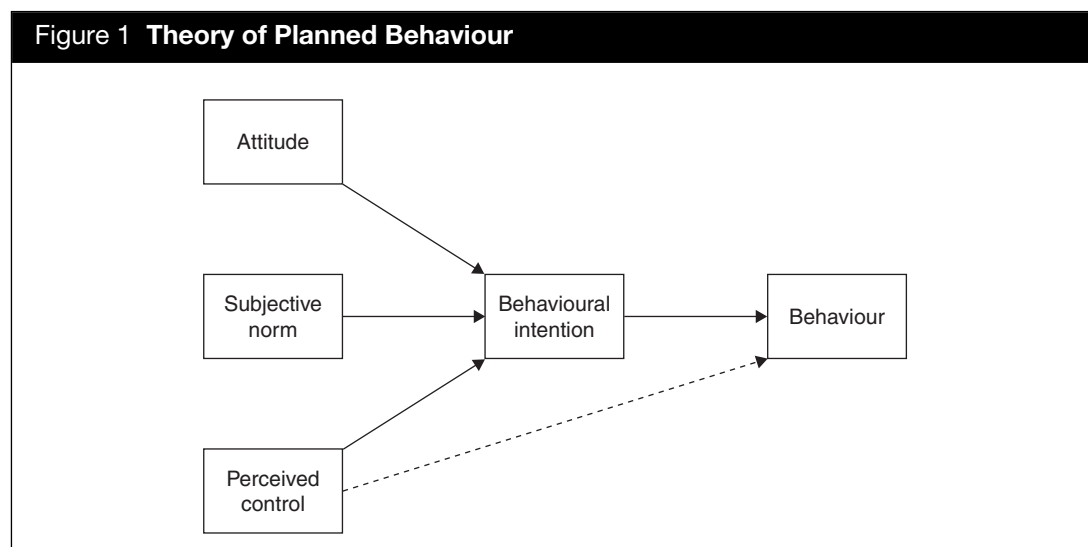 Figure 1 Theory of Planned Behaviour
Attitude
Subjective
norm
Behavioural
intention
Behaviour
Perceived
control